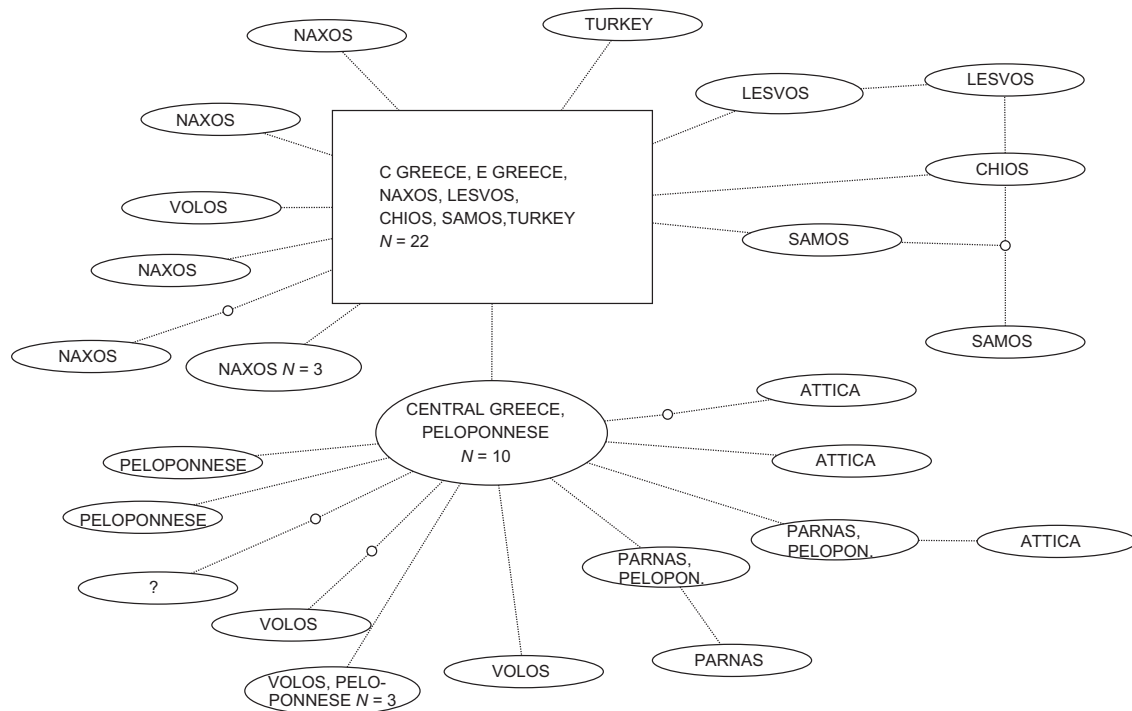 NAXOS
TURKEY
LESVOS
LESVOS
NAXOS
C GREECE, E GREECE,
NAXOS, LESVOS,
CHIOS, SAMOS,TURKEY
N = 22
CHIOS
VOLOS
SAMOS
NAXOS
NAXOS
NAXOS N = 3
SAMOS
CENTRAL GREECE,
PELOPONNESE
N = 10
ATTICA
PELOPONNESE
ATTICA
PELOPONNESE
PARNAS,
PELOPON.
ATTICA
PARNAS,
PELOPON.
?
VOLOS
VOLOS, PELO-
PONNESE N = 3
VOLOS
PARNAS